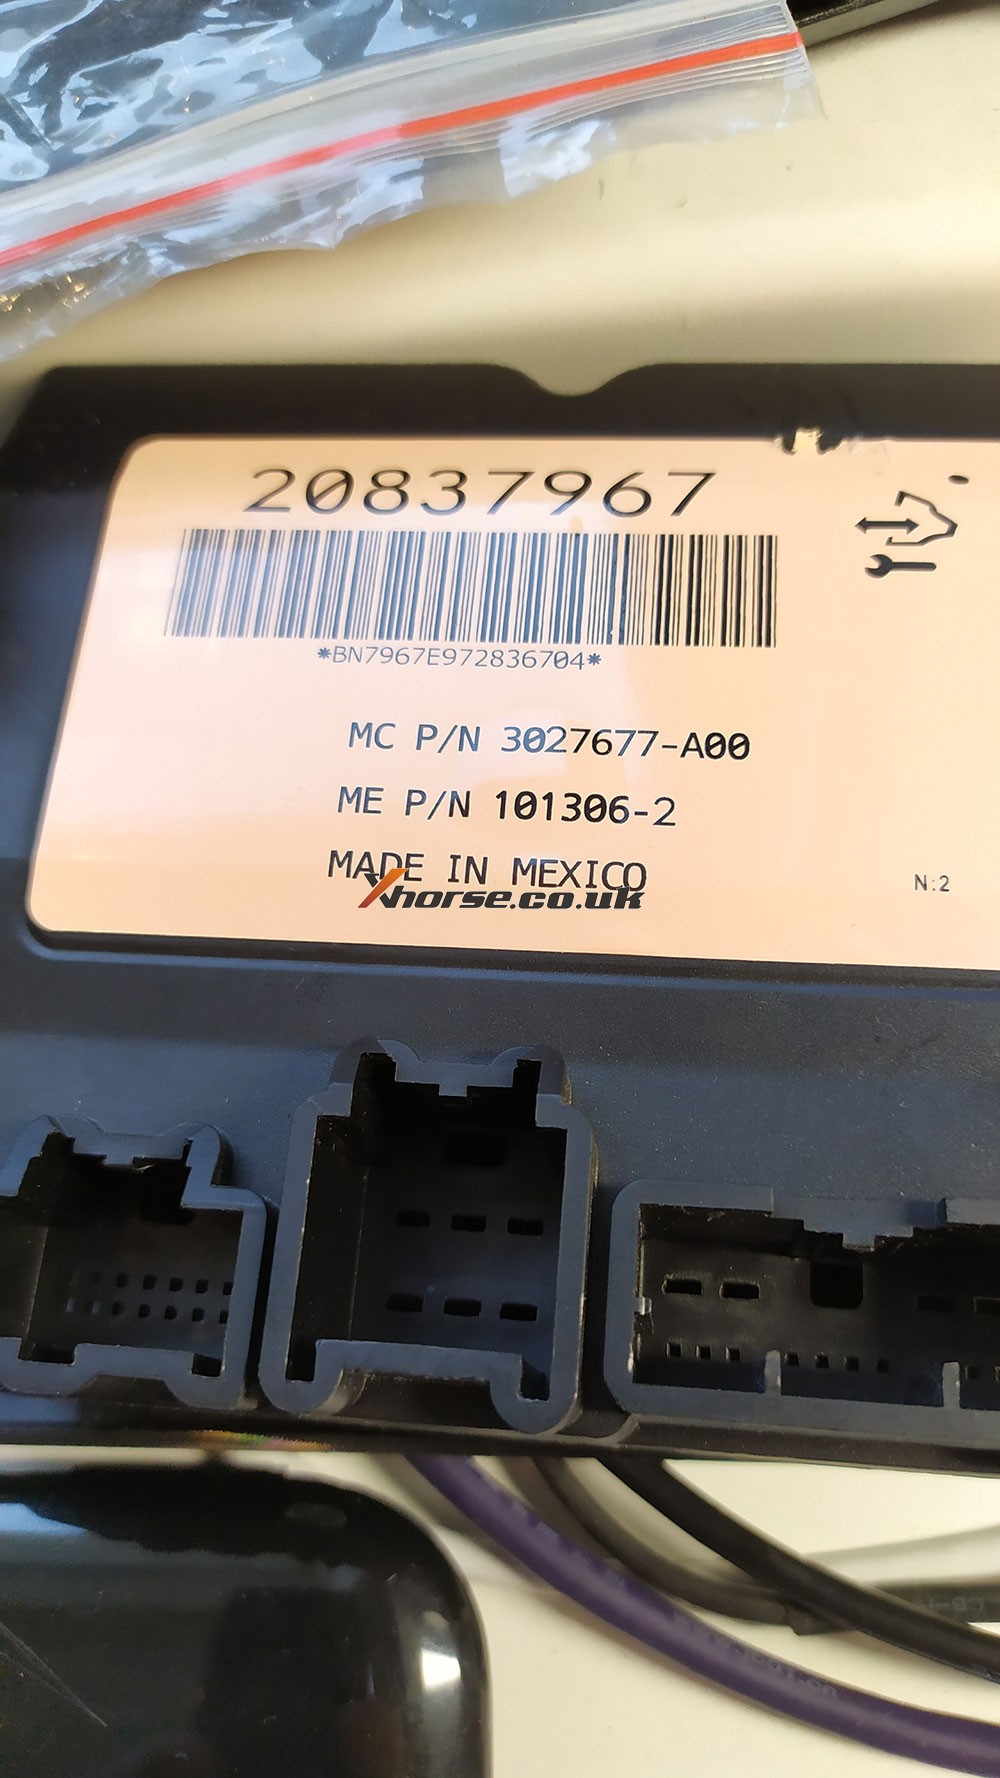 20837967
*BN7967E972836704*
MC P/N 3027677-A00
ME P/N 101306-2
MADE IN MEXICO
N:2
Xhorse.co.uk